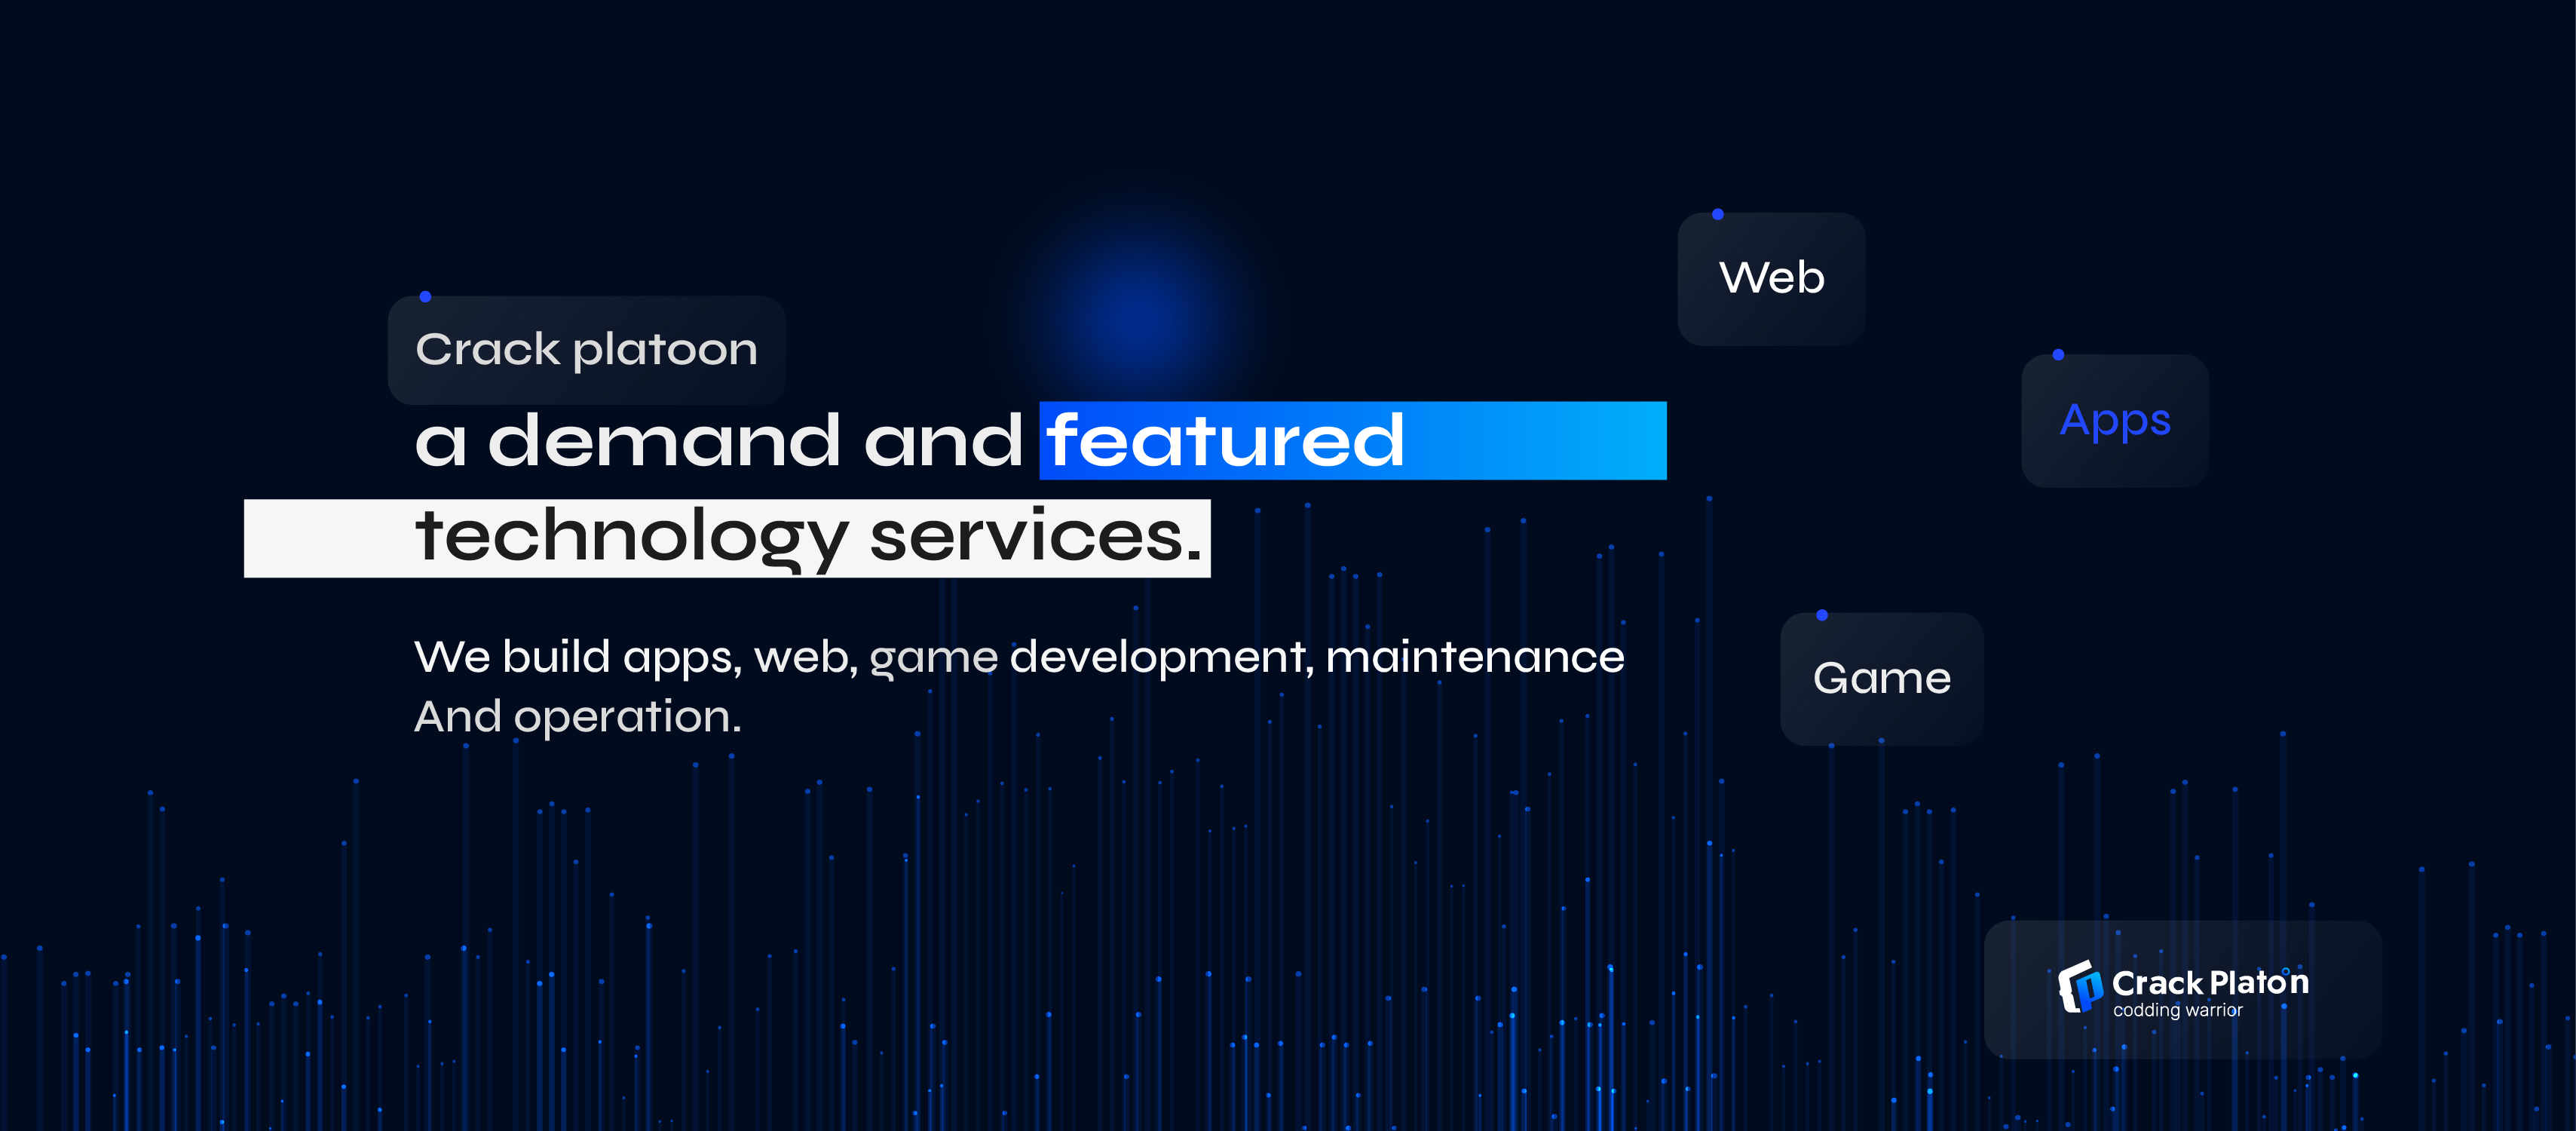 Web
Crack platoon
Apps
a demand and featured
technology services.
We build apps, web, game development, maintenance
And operation.
Game
Crack Platon
codding warrior